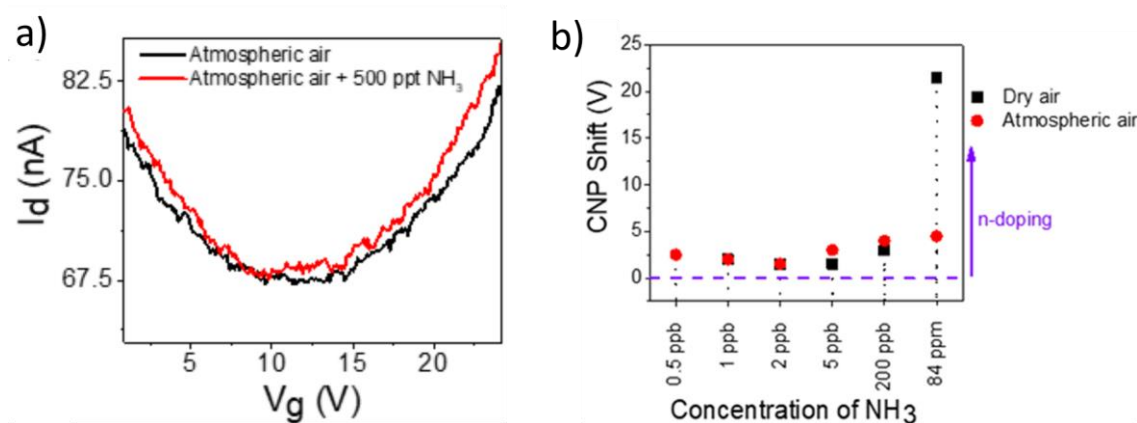 a)
Atmospheric air
Atmospheric air + 500 ppt NH₃
82.5
75.0
67.5
I_d (nA)
5
10
15
20
V_g (V)
b)
25
20
15
10
5
0
CNP Shift (V)
Dry air
Atmospheric air
n-doping
0.5 ppb
1 ppb
2 ppb
5 ppb
200 ppb
84 ppm
Concentration of NH3